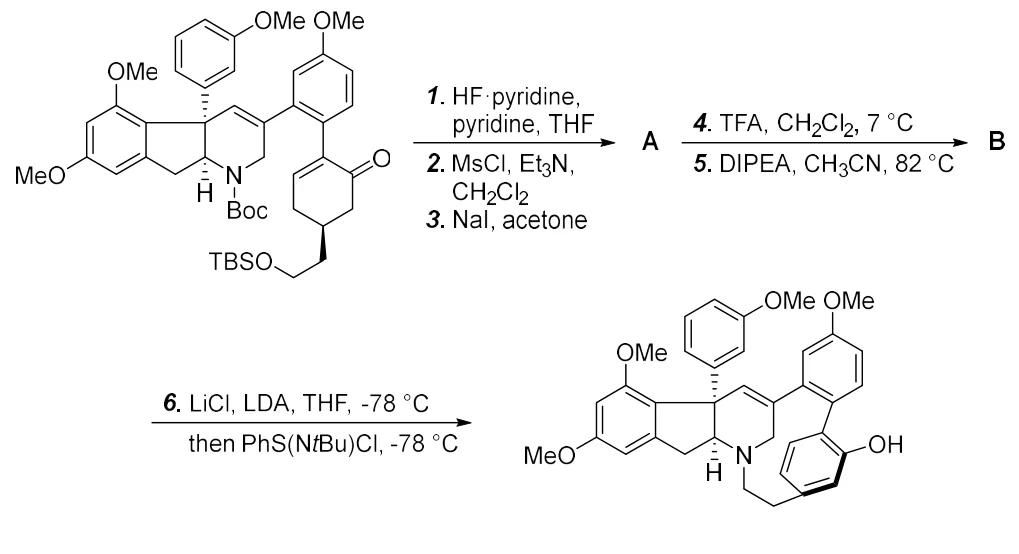 OMe
OMe
OMe
MeO
H
N
Boc
O
TBSO
1. HF·pyridine,
pyridine, THF
2. MsCl, Et3N,
CH2Cl2
3. NaI, acetone
A
4. TFA, CH2Cl2, 7 °C
5. DIPEA, CH3CN, 82 °C
B
6. LiCl, LDA, THF, -78 °C
then PhS(NtBu)Cl, -78 °C
OMe
OMe
OMe
MeO
H
N
OH